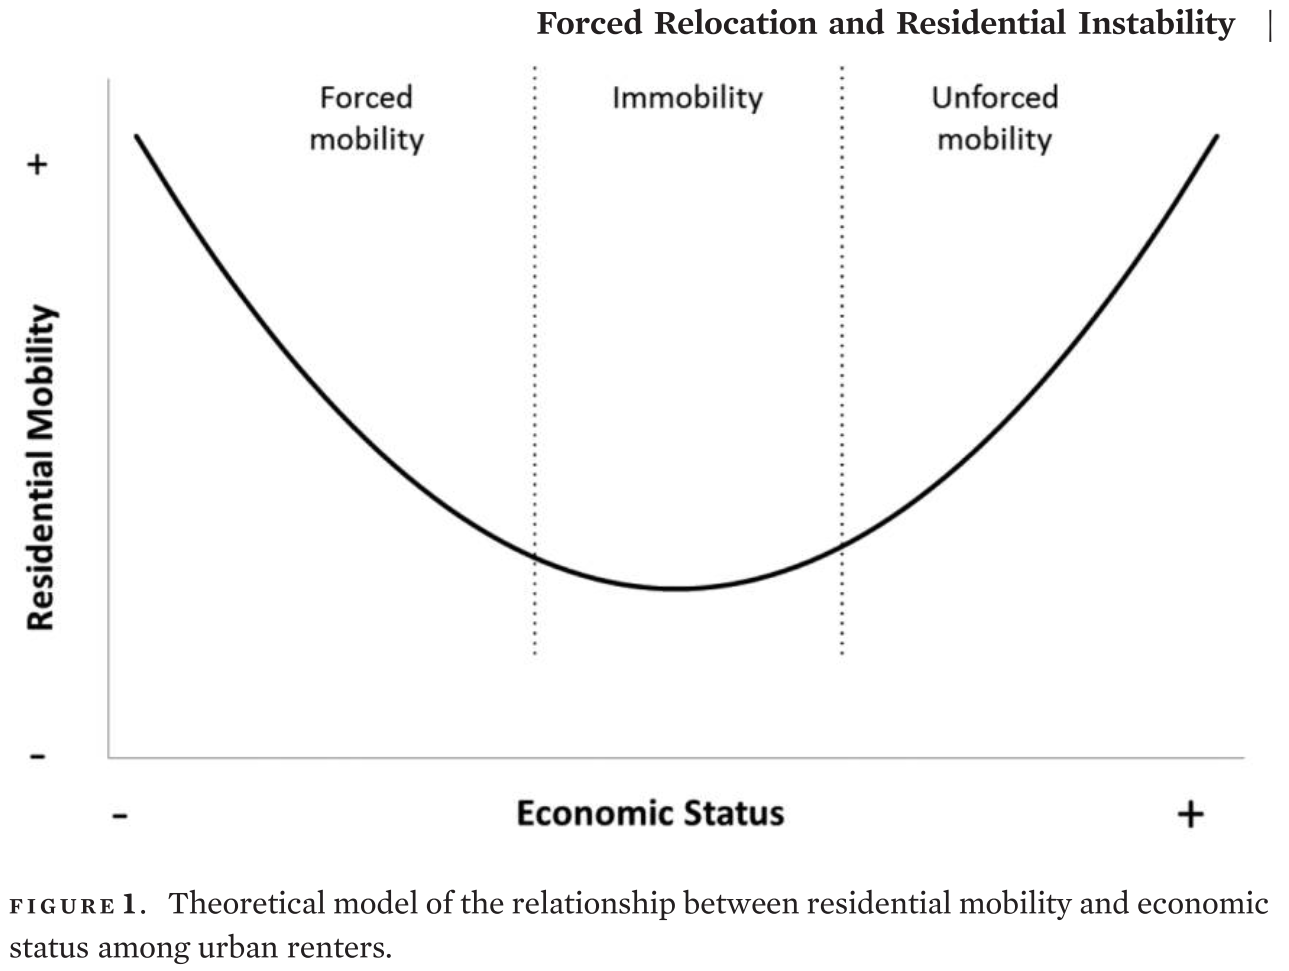 Forced Relocation and Residential Instability |
Forced
mobility
Immobility
Unforced
mobility
+
Residential Mobility
-
-
Economic Status
+
FIGURE 1. Theoretical model of the relationship between residential mobility and economic
status among urban renters.